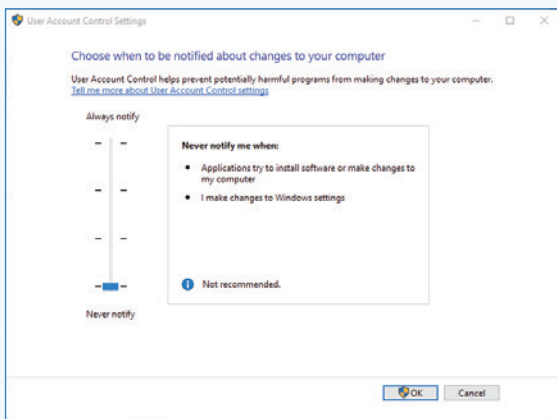 User Account Control Settings
Choose when to be notified about changes to your computer
User Account Control helps prevent potentially harmful programs from making changes to your computer.
Tell me more about User Account Control settings
Always notify
Never notify me when:
• Applications try to install software or make changes to
my computer
• I make changes to Windows settings
Not recommended.
Never notify
OK
Cancel